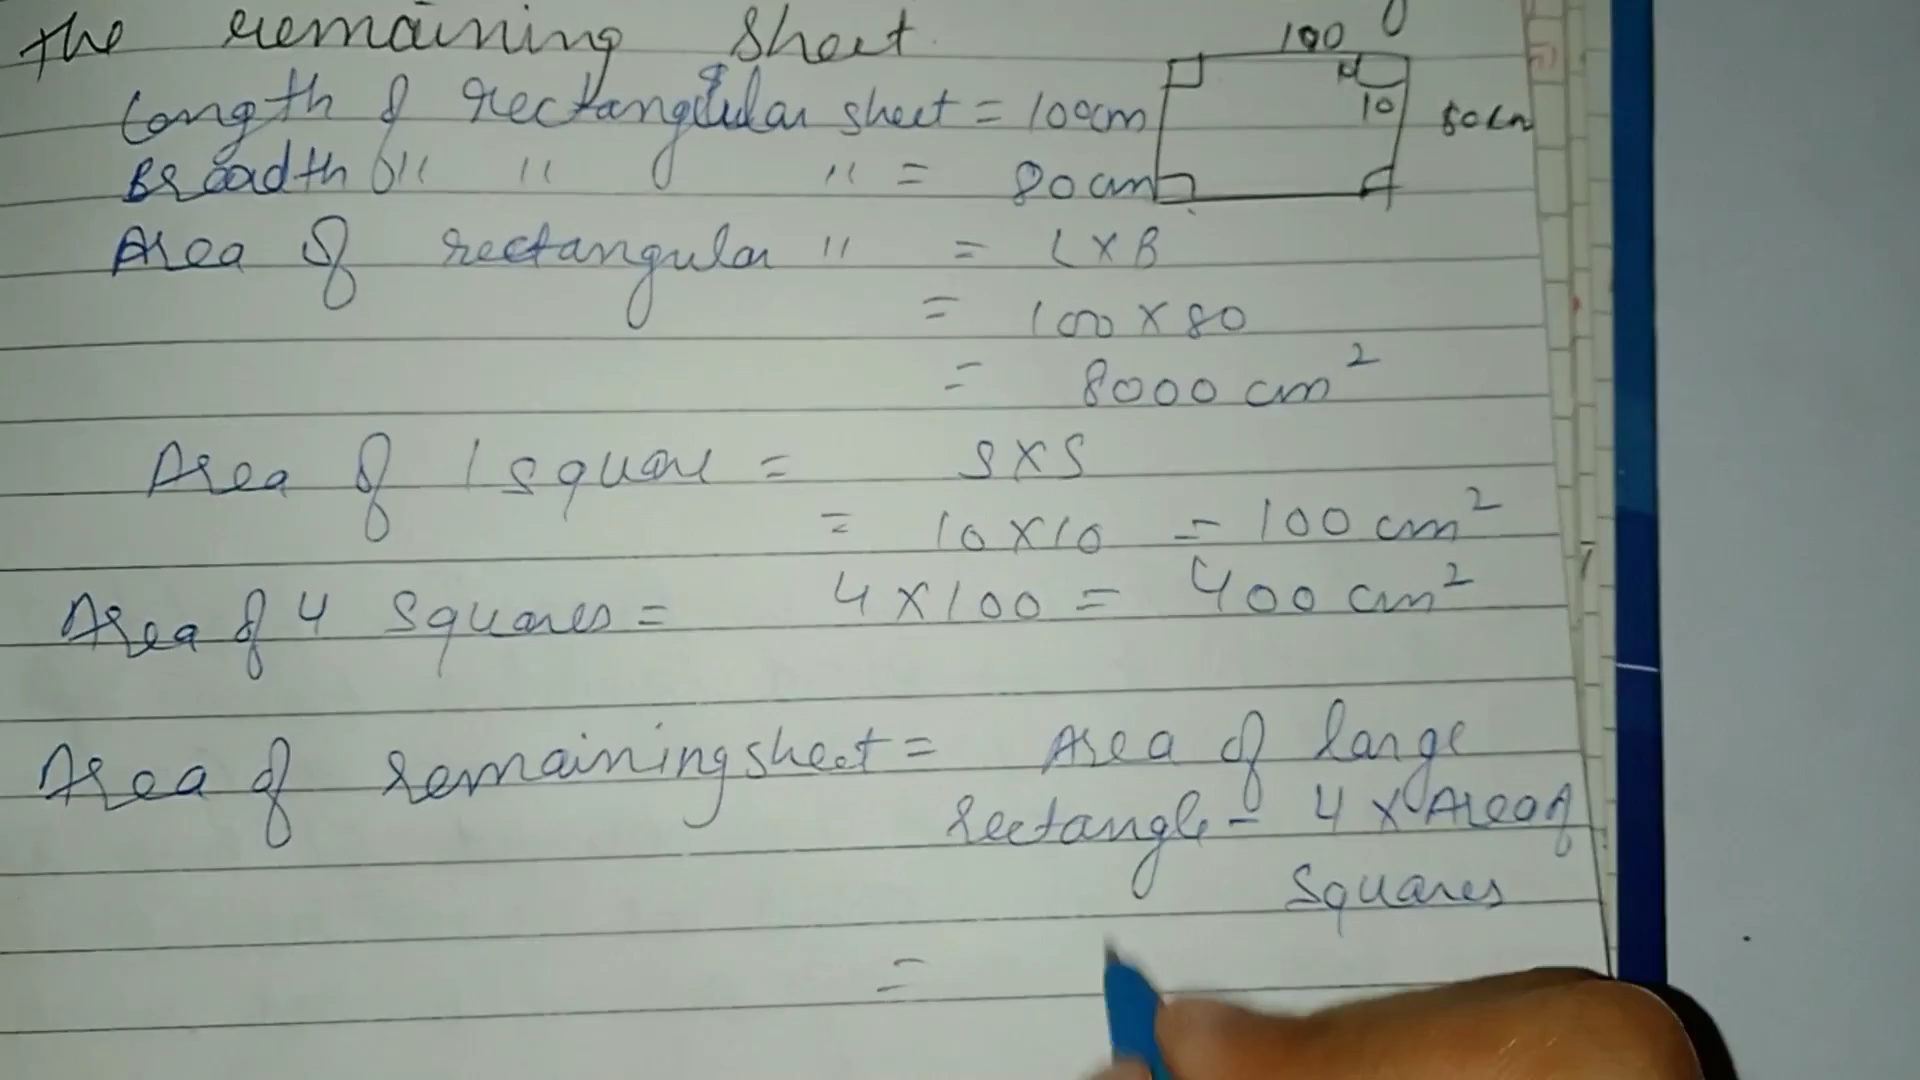 the remaining sheet
100
Length of rectangular sheet = 100cm
10
80cm
Breadth of " " " = 80cm
Area of rectangular " = L X B
= 100 X 80
= 8000 cm²
Area of 1 square = S X S
= 10 X 10 = 100 cm²
Area of 4 squares = 4 X 100 = 400 cm²
Area of remaining sheet = Area of large
rectangle - 4 X Area of
squares
=